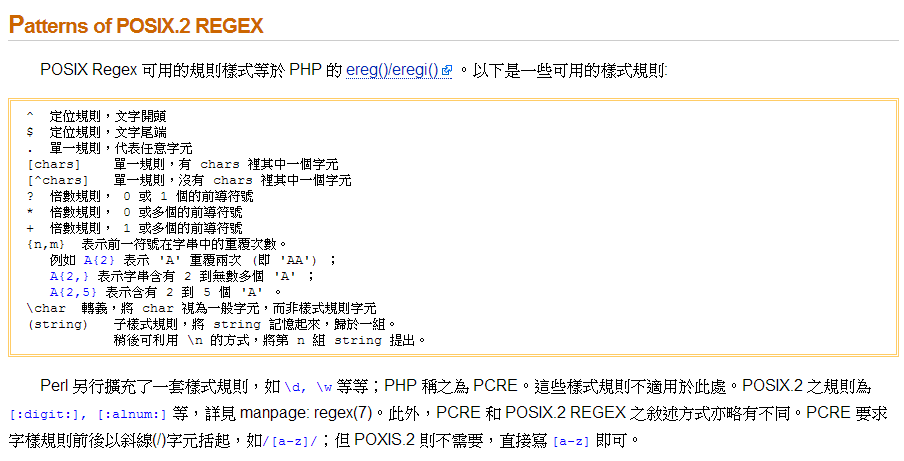 Patterns of POSIX.2 REGEX
POSIX Regex 可用的規則樣式等於 PHP 的 ereg()/eregi() 。以下是一些可用的樣式規則:
^ 定位規則，文字開頭
$ 定位規則，文字尾端
. 單一規則，代表任意字元
[chars] 單一規則，有 chars 裡其中一個字元
[^chars] 單一規則，沒有 chars 裡其中一個字元
? 倍數規則， 0 或 1 個的前導符號
* 倍數規則， 0 或多個的前導符號
+ 倍數規則， 1 或多個的前導符號
{n,m} 表示前一符號在字串中的重覆次數。
例如 A{2} 表示 'A' 重覆兩次 (即 'AA') ；
A{2,} 表示字串含有 2 到無數多個 'A' ；
A{2,5} 表示含有 2 到 5 個 'A' 。
\char 轉義，將 char 視為一般字元，而非樣式規則字元
(string) 子樣式規則，將 string 記憶起來，歸於一組。
稍後可利用 \n 的方式，將第 n 組 string 提出。
Perl 另行擴充了一套樣式規則，如 \d, \w 等等；PHP 稱之為 PCRE。這些樣式規則不適用於此處。POSIX.2 之規則為
[:digit:], [:alnum:] 等，詳見 manpage: regex(7)。此外，PCRE 和 POSIX.2 REGEX 之敘述方式亦略有不同。PCRE 要求
字樣規則前後以斜線(/)字元括起，如/[a-z]/；但 POXIS.2 則不需要，直接寫 [a-z] 即可。